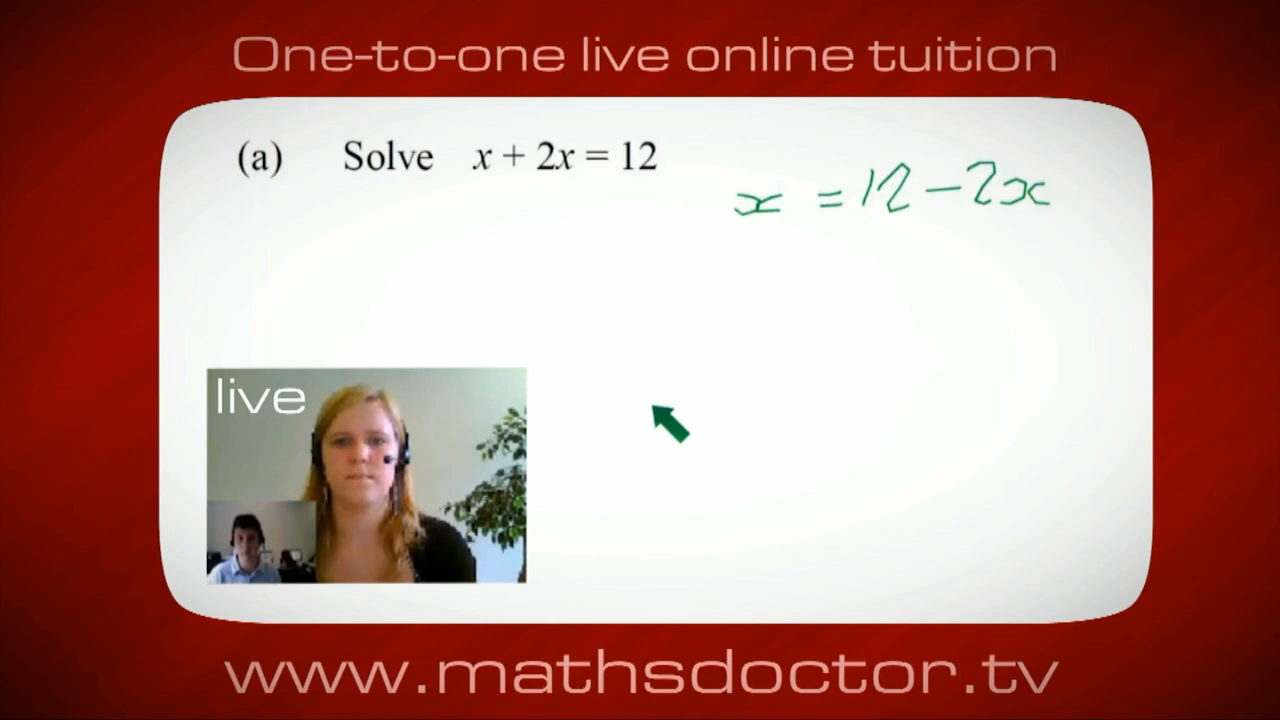 One-to-one live online tuition
(a) Solve x + 2x = 12
x = 12 - 2x
live
www.mathsdoctor.tv